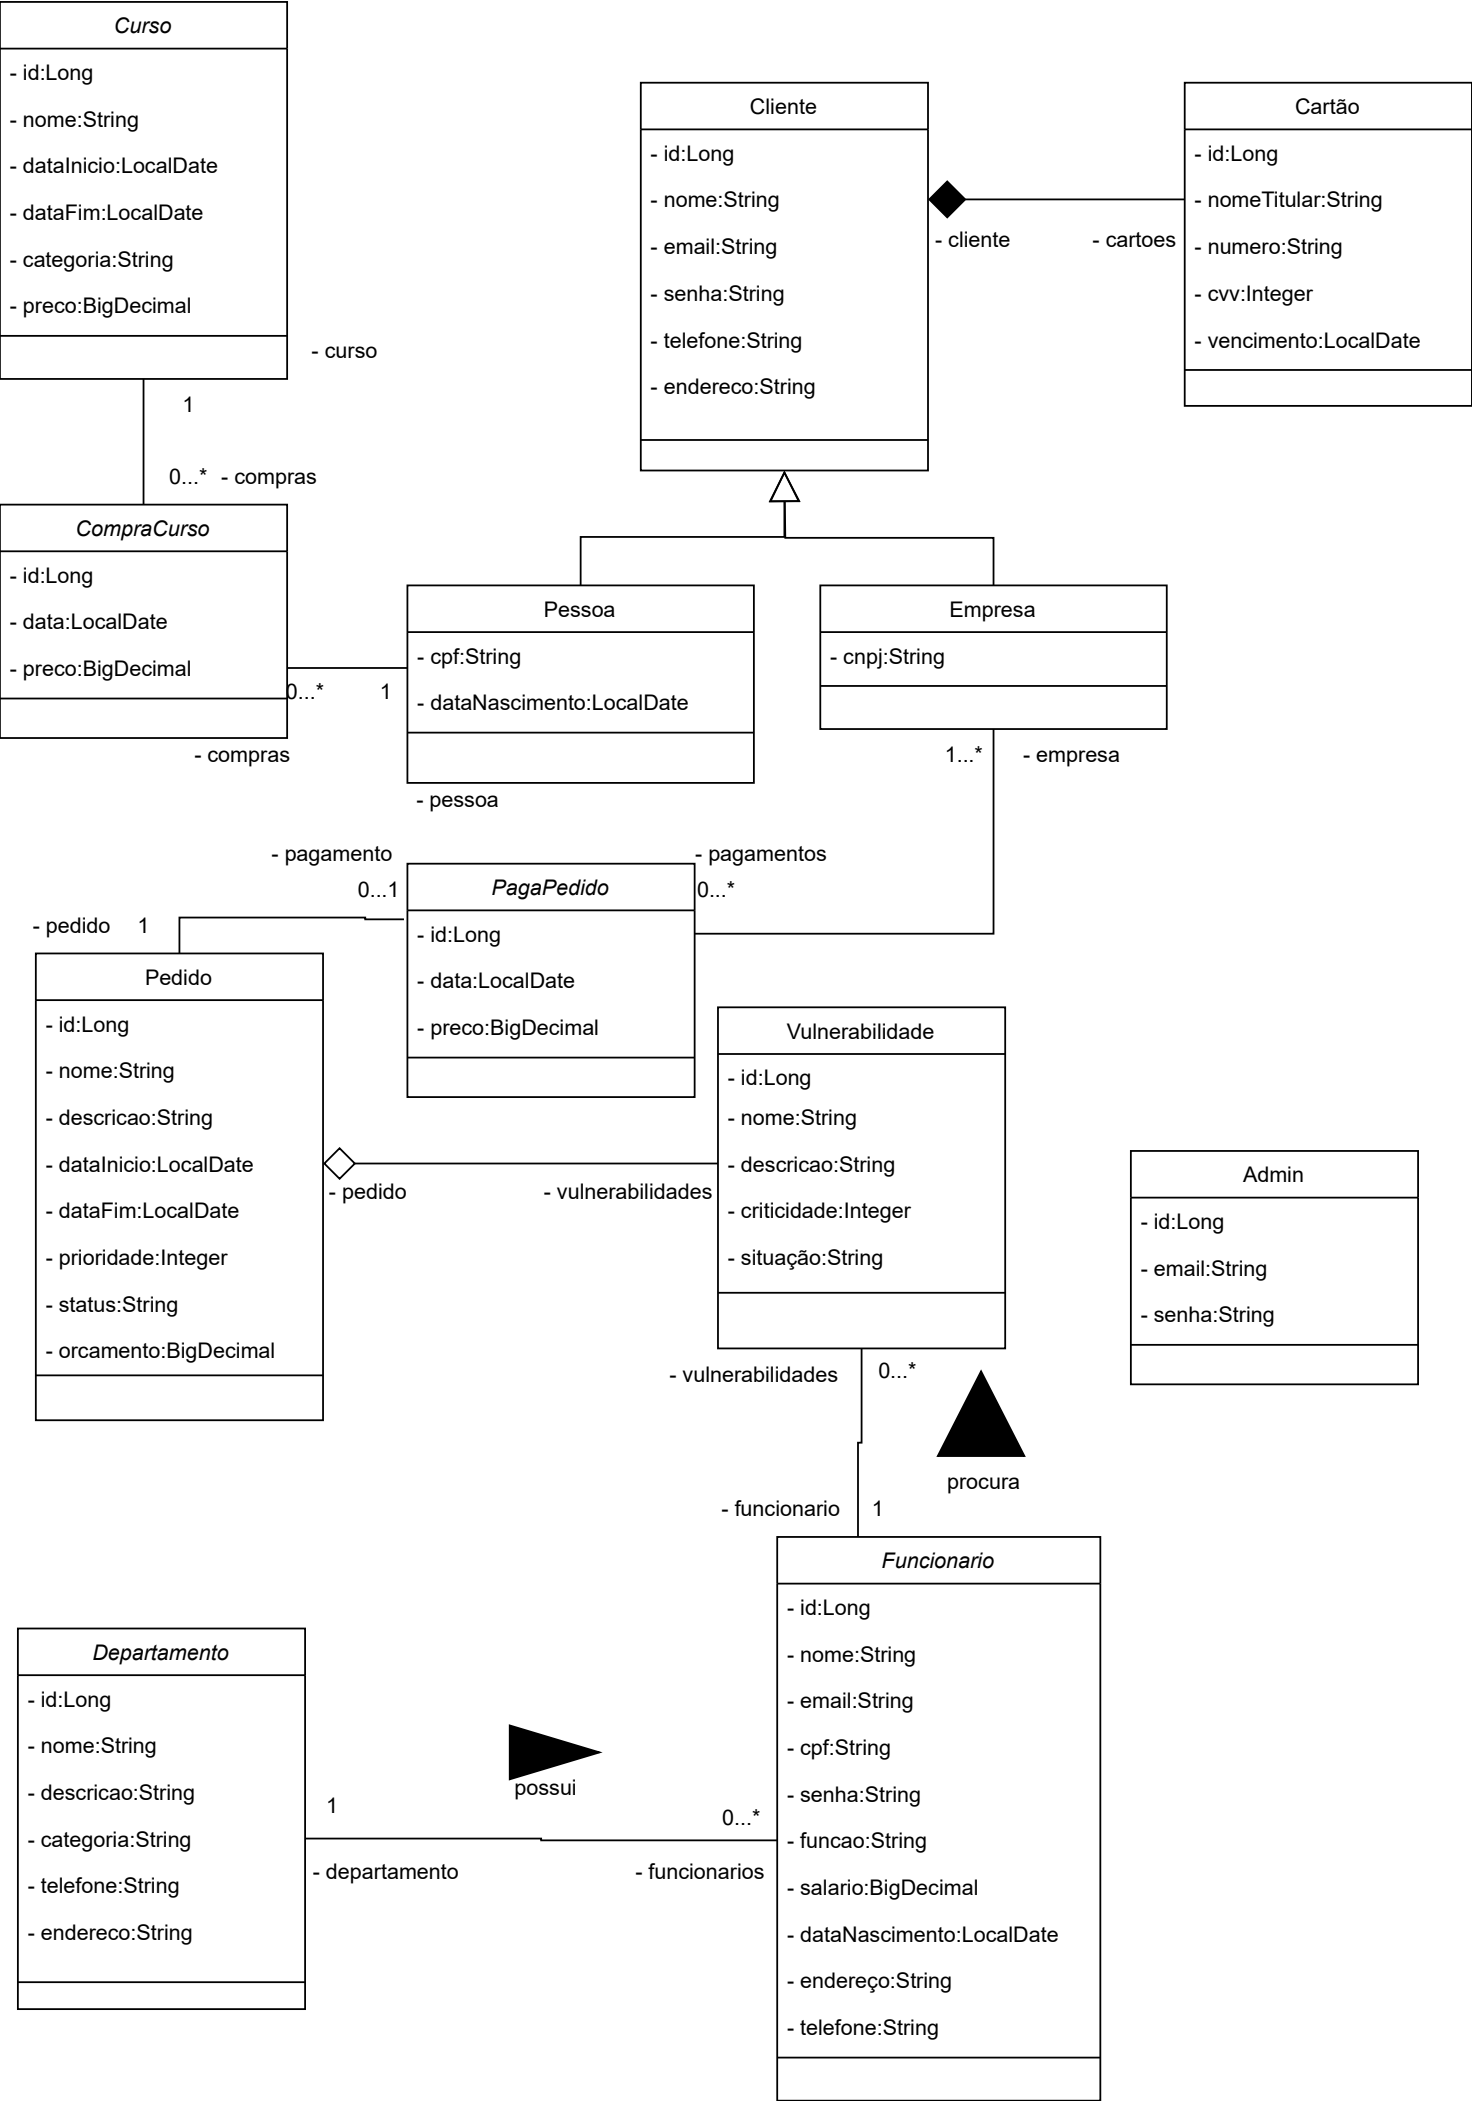 Curso
- id:Long
- nome:String
- dataInicio:LocalDate
- dataFim:LocalDate
- categoria:String
- preco:BigDecimal
- curso
1
0...*
- compras
CompraCurso
- id:Long
- data:LocalDate
- preco:BigDecimal
0...*
1
- compras
Cliente
- id:Long
- nome:String
- email:String
- senha:String
- telefone:String
- endereco:String
- cliente
- cartoes
Cartão
- id:Long
- nomeTitular:String
- numero:String
- cvv:Integer
- vencimento:LocalDate
Pessoa
- cpf:String
- dataNascimento:LocalDate
- pessoa
Empresa
- cnpj:String
1...*
- empresa
- pagamento
0...1
- pagamentos
0...*
PagaPedido
- id:Long
- data:LocalDate
- preco:BigDecimal
- pedido
1
Pedido
- id:Long
- nome:String
- descricao:String
- dataInicio:LocalDate
- dataFim:LocalDate
- prioridade:Integer
- status:String
- orcamento:BigDecimal
- pedido
- vulnerabilidades
Vulnerabilidade
- id:Long
- nome:String
- descricao:String
- criticidade:Integer
- situação:String
Admin
- id:Long
- email:String
- senha:String
- vulnerabilidades
0...*
procura
- funcionario
1
Funcionario
- id:Long
- nome:String
- email:String
- cpf:String
- senha:String
- funcao:String
- salario:BigDecimal
- dataNascimento:LocalDate
- endereço:String
- telefone:String
Departamento
- id:Long
- nome:String
- descricao:String
- categoria:String
- telefone:String
- endereco:String
possui
1
0...*
- departamento
- funcionarios